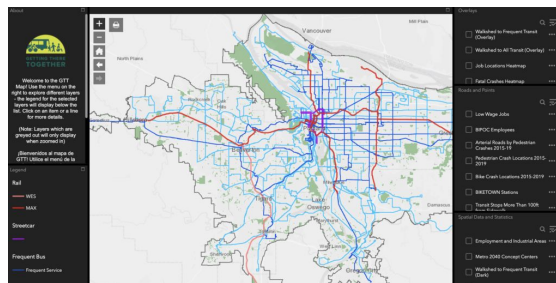 About
GETTING THERE
TOGETHER
Welcome to the GTT
Map! Use the menu on the
right to explore different layers
- the legend for the selected
layers will display below the
list. Click on an item or a line
for more details.
(Note: Layers which are
greyed out will only display
when zoomed in)
¡Bienvenidos al mapa de
GTT! Utilice el menú de la
Legend
Rail
WES
MAX
Streetcar
Frequent Bus
Frequent Service
Vancouver
Mill Plain
North Plains
Tigard
Lake
Oswego
Damascus
Overlays
Walkshed to Frequent Transit
(Overlay)
Walkshed to All Transit (Overlay)
Job Locations Heatmap
Fatal Crashes Heatmap
Roads and Points
Low Wage Jobs
BIPOC Employees
Arterial Roads by Pedestrian
Crashes 2015-19
Pedestrian Crash Locations 2015-
2019
Bike Crash Locations 2015-2019
BIKETOWN Stations
Transit Stops More Than 100ft
Spatial Data and Statistics
Employment and Industrial Areas
Metro 2040 Concept Centers
Walkshed to Frequent Transit
(Dark)